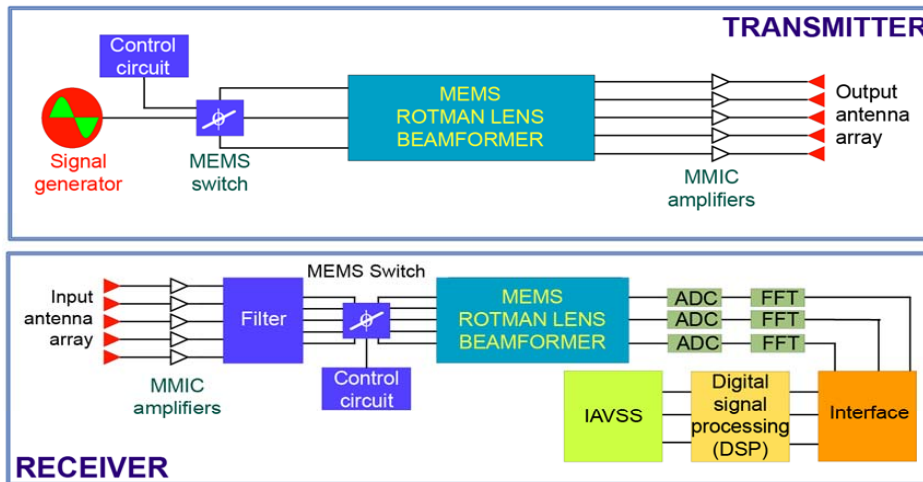 TRANSMITTER
Control
circuit
Signal
generator
MEMS
switch
MEMS
ROTMAN LENS
BEAMFORMER
MMIC
amplifiers
Output
antenna
array
Input
antenna
array
MMIC
amplifiers
Filter
MEMS Switch
Control
circuit
MEMS
ROTMAN LENS
BEAMFORMER
ADC
FFT
ADC
FFT
ADC
FFT
IAVSS
Digital
signal
processing
(DSP)
Interface
RECEIVER